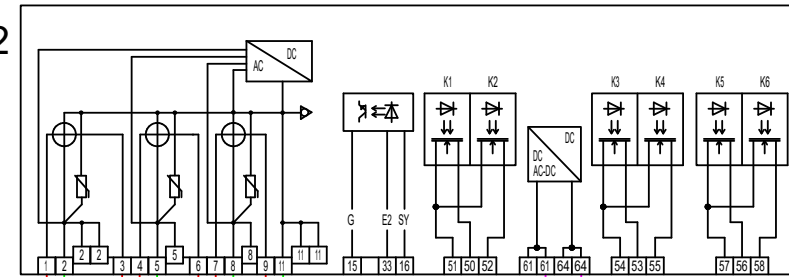 2
DC
AC
K1 K2 K3 K4 K5 K6
DC
DC
AC-DC
G E2 SY
2 2 5 8 11 11
1 2 3 4 5 6 7 8 9 11 15 33 16 51 50 52 61 61 64 64 54 53 55 57 56 58